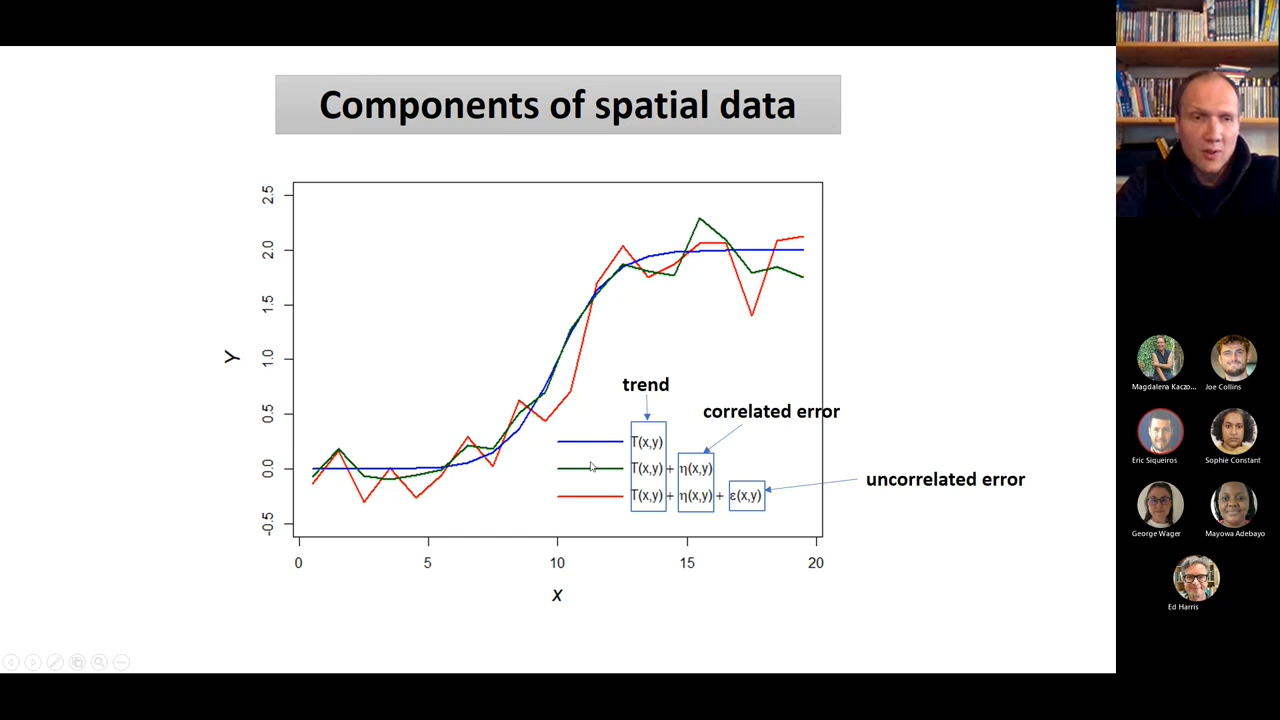 Components of spatial data
2.5
2.0
1.5
1.0
0.5
0.0
-0.5
Y
trend
correlated error
T(x,y)
T(x,y) + η(x,y)
T(x,y) + η(x,y) + ε(x,y)
uncorrelated error
0 5 10 15 20
x
Magdalena Kaczo...
Joe Collins
Eric Siqueiros
Sophie Constant
George Wager
Mayowa Adebayo
Ed Harris